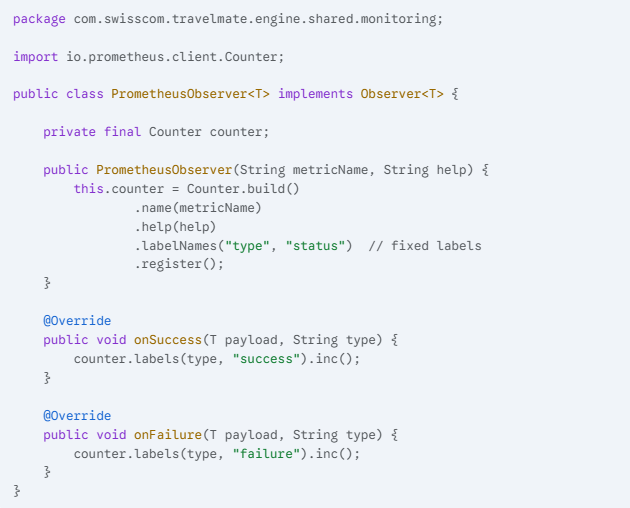 package com.swisscom.travelmate.engine.shared.monitoring;
import io.prometheus.client.Counter;
public class PrometheusObserver<T> implements Observer<T> {
private final Counter counter;
public PrometheusObserver(String metricName, String help) {
this.counter = Counter.build()
.name(metricName)
.help(help)
.labelNames("type", "status")  // fixed labels
.register();
}
@Override
public void onSuccess(T payload, String type) {
counter.labels(type, "success").inc();
}
@Override
public void onFailure(T payload, String type) {
counter.labels(type, "failure").inc();
}
}